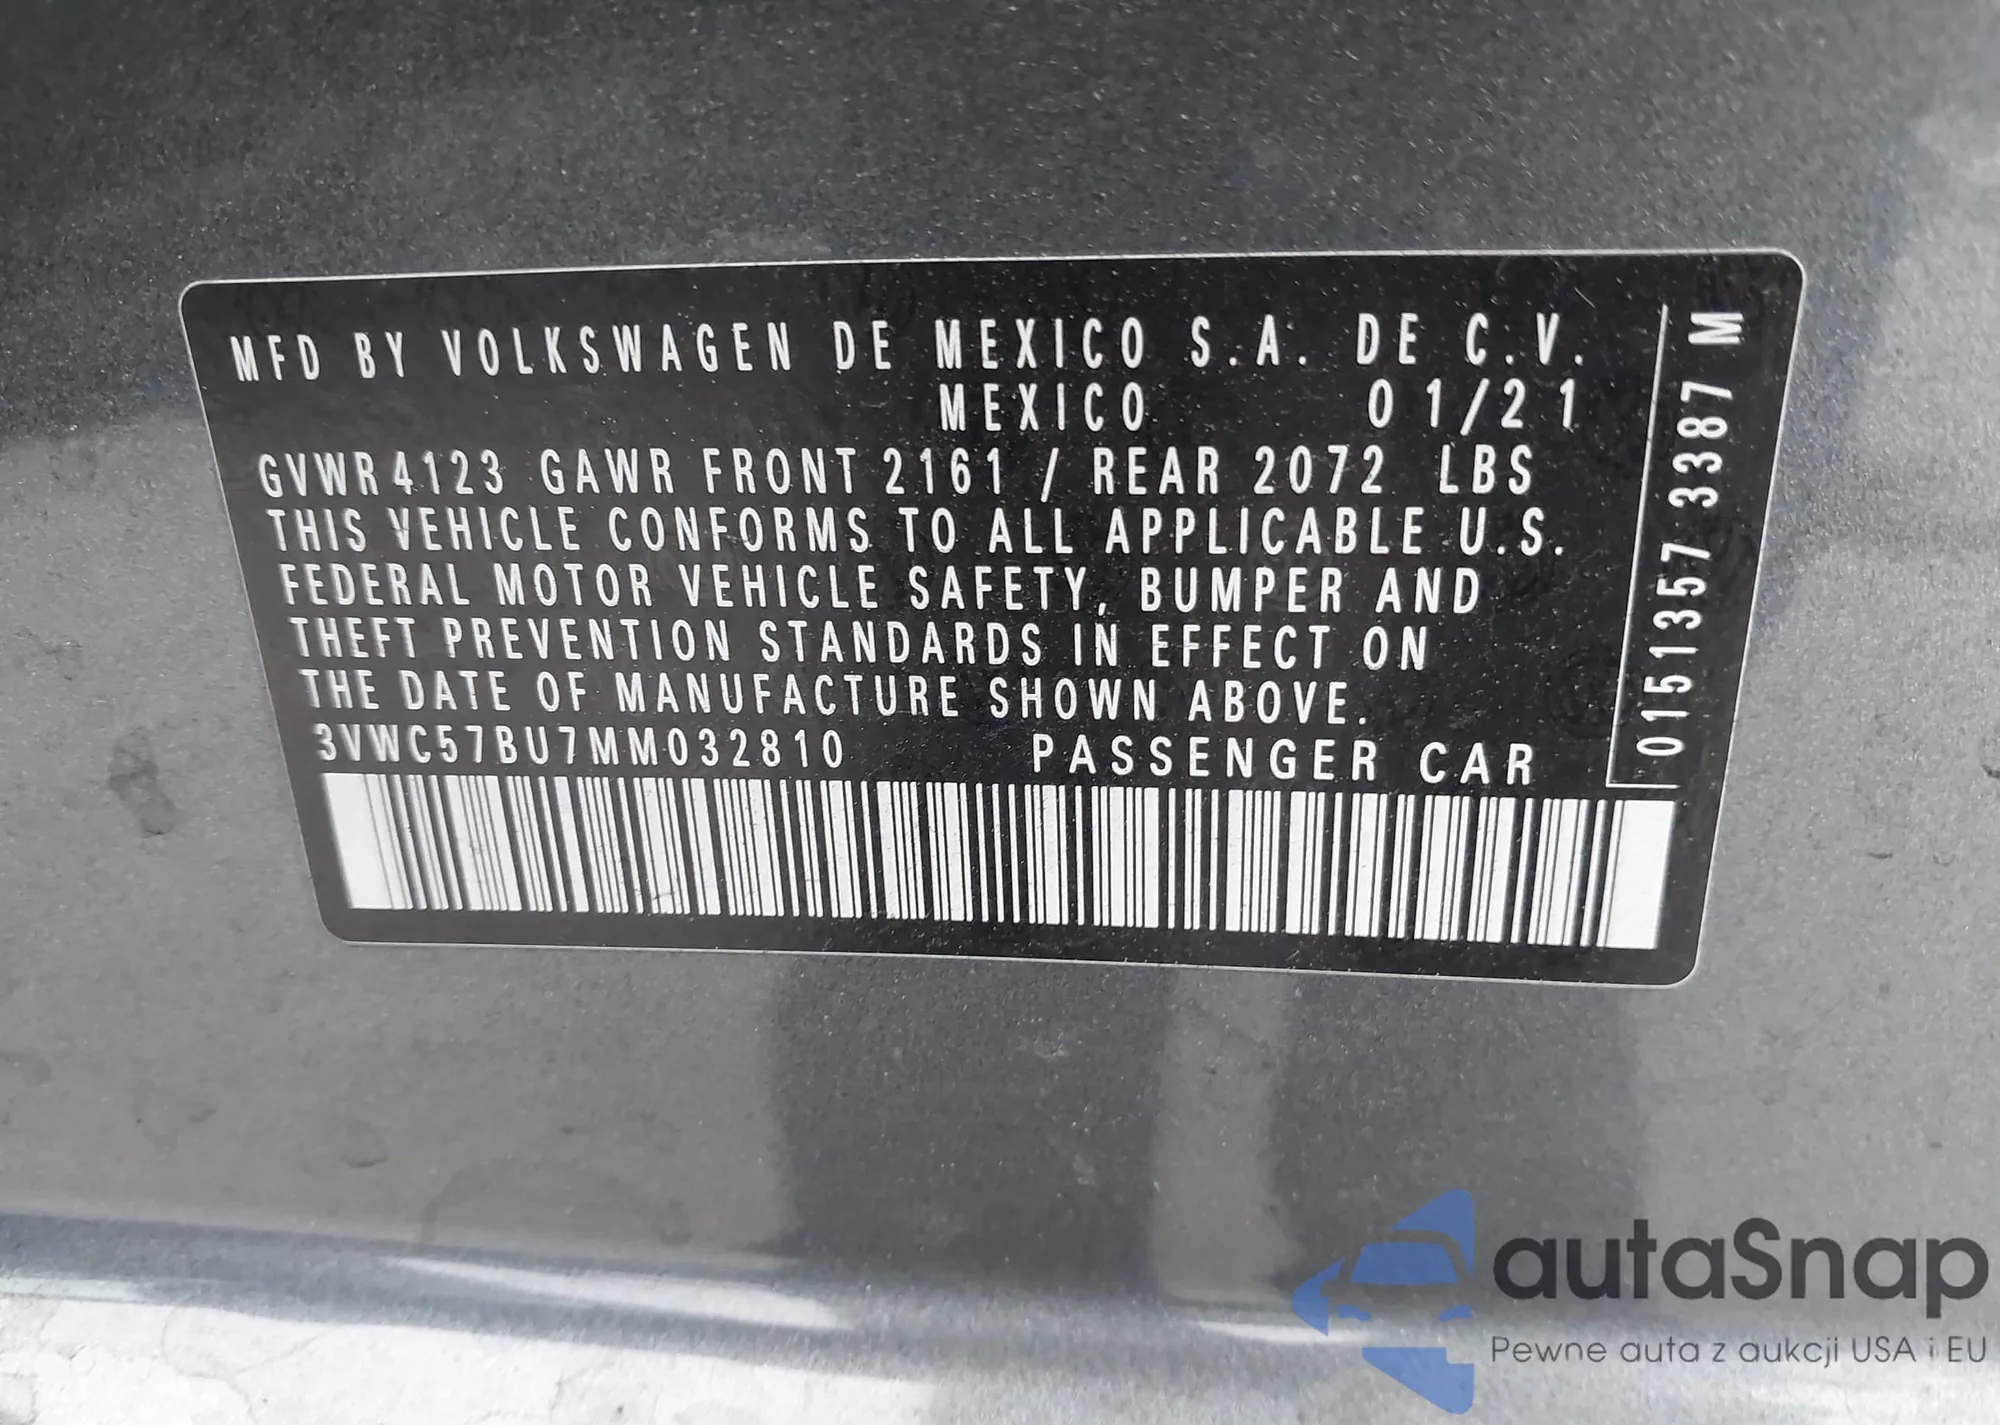 MFD BY VOLKSWAGEN DE MEXICO S.A. DE C.V.
MEXICO 01/21
GVWR 4123 GAWR FRONT 2161 / REAR 2072 LBS
THIS VEHICLE CONFORMS TO ALL APPLICABLE U.S.
FEDERAL MOTOR VEHICLE SAFETY, BUMPER AND
THEFT PREVENTION STANDARDS IN EFFECT ON
THE DATE OF MANUFACTURE SHOWN ABOVE.
3VWC57BU7MM032810 PASSENGER CAR
0151357 3387 M
autaSnap
Pewne auta z aukcji USA i EU